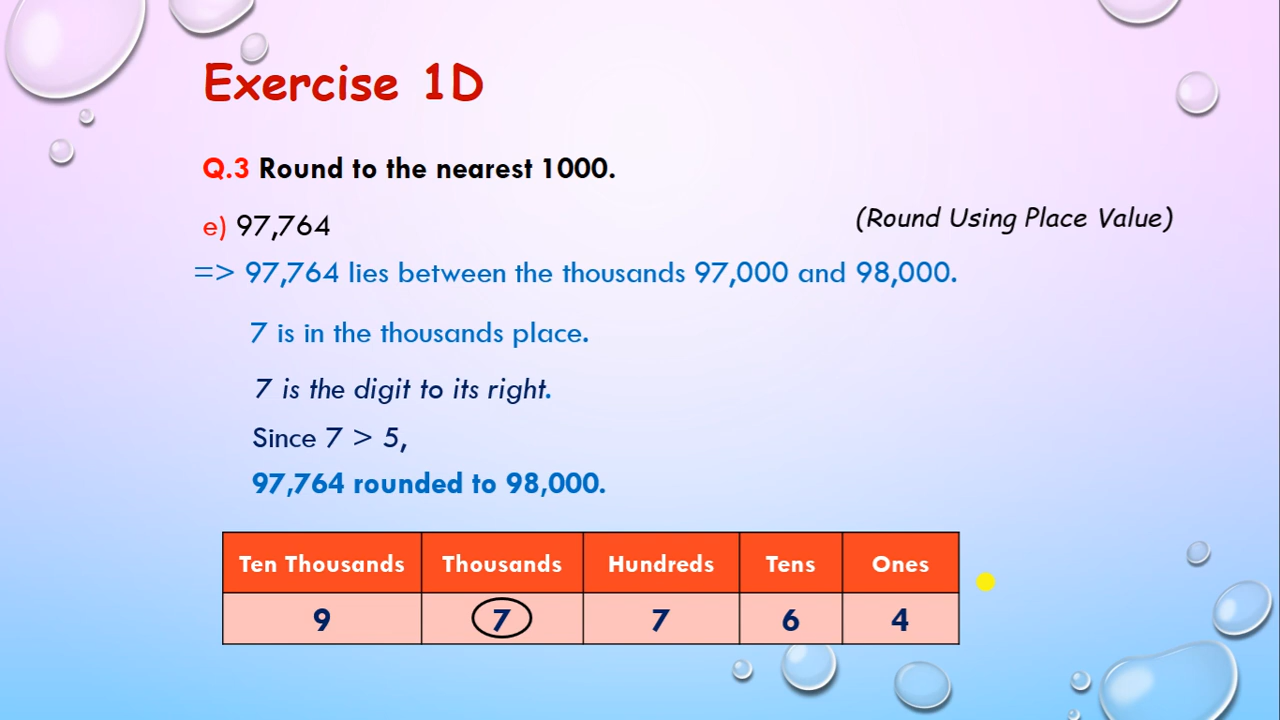 Exercise 1D
Q.3 Round to the nearest 1000.
e) 97,764
(Round Using Place Value)
=> 97,764 lies between the thousands 97,000 and 98,000.
7 is in the thousands place.
7 is the digit to its right.
Since 7 > 5,
97,764 rounded to 98,000.
Ten Thousands Thousands Hundreds Tens Ones
9 7 7 6 4